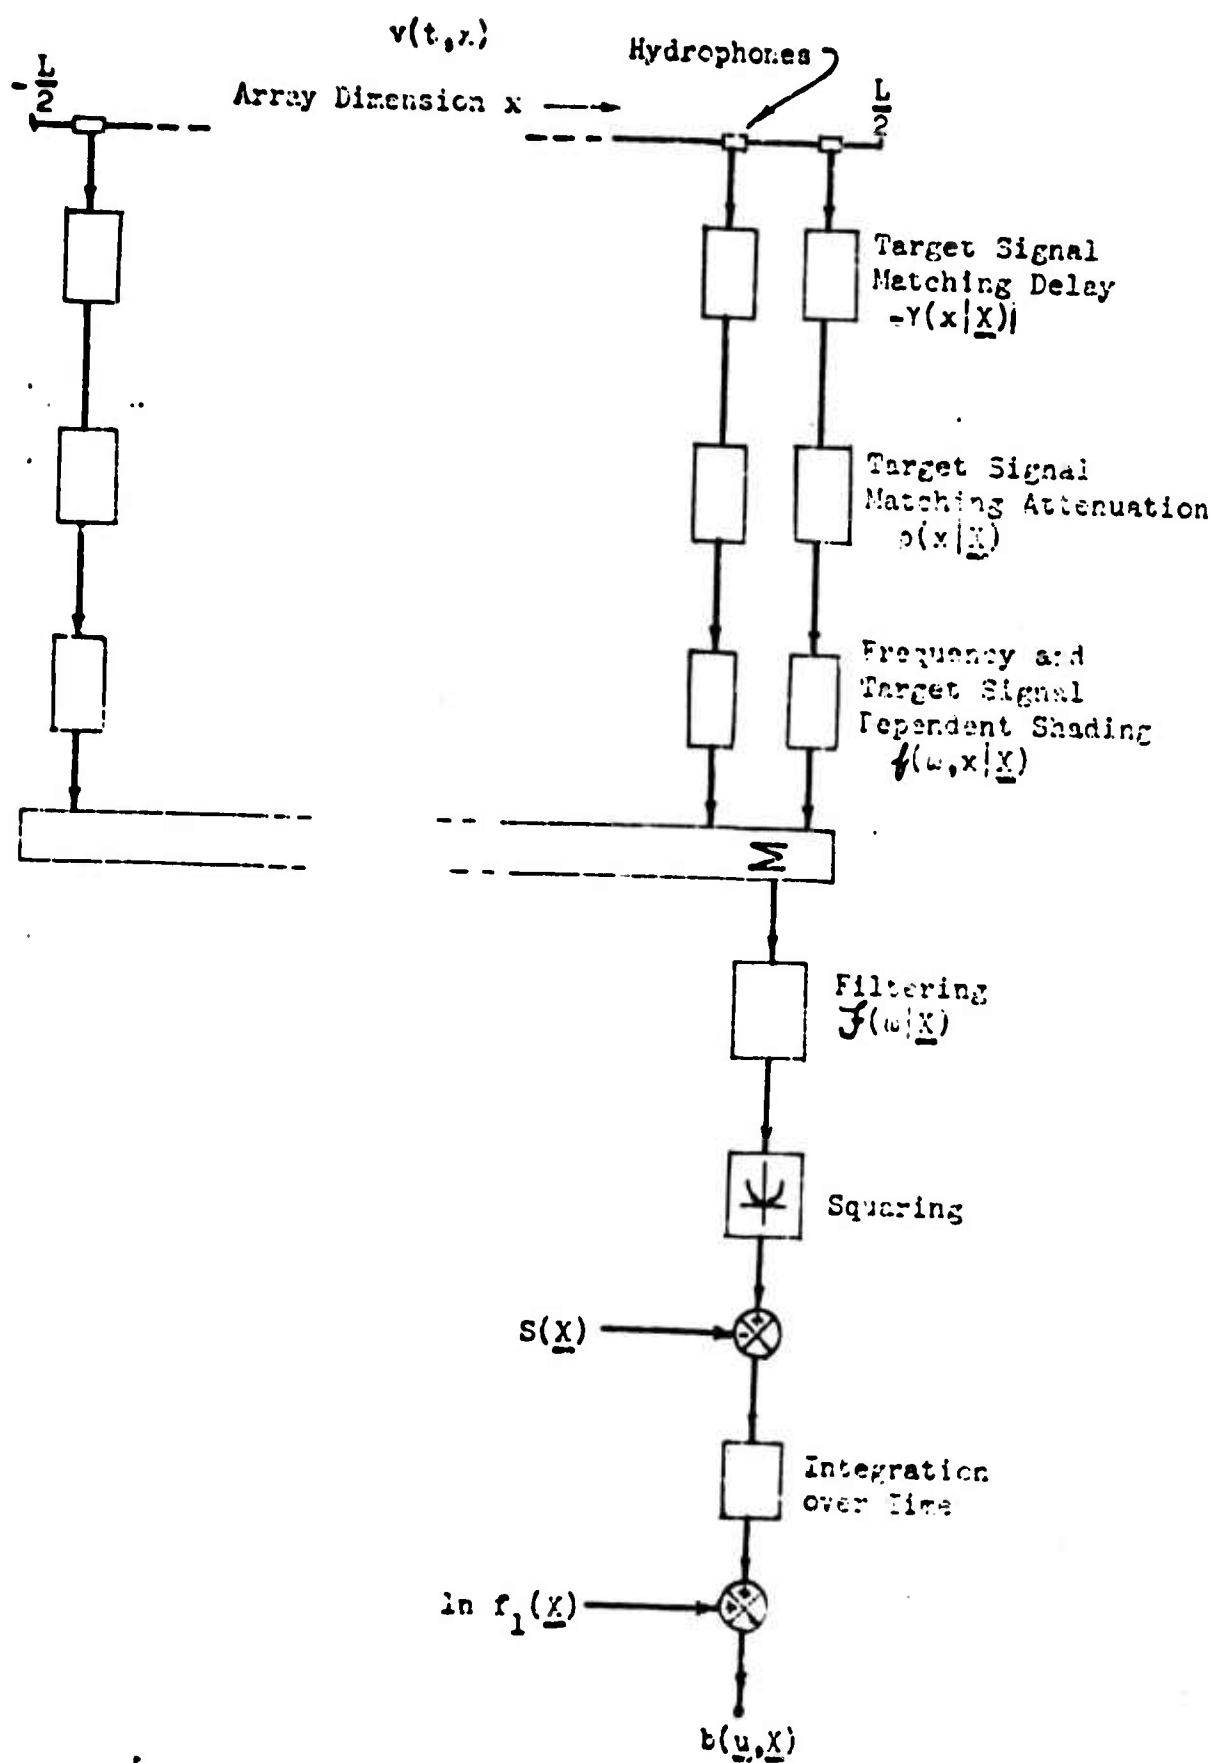 v(t,x)
Hydrophones
-L/2
Array Dimension x
L/2
Target Signal
Matching Delay
-γ(x|X)
Target Signal
Matching Attenuation
ρ(x|X)
Frequency and
Target Signal
Dependent Shading
f(ω,x|X)
Σ
Filtering
F(ω|X)
Squaring
+
S(X)
-
Integration
over Time
+
ln f₁(X)
+
b(u,X)